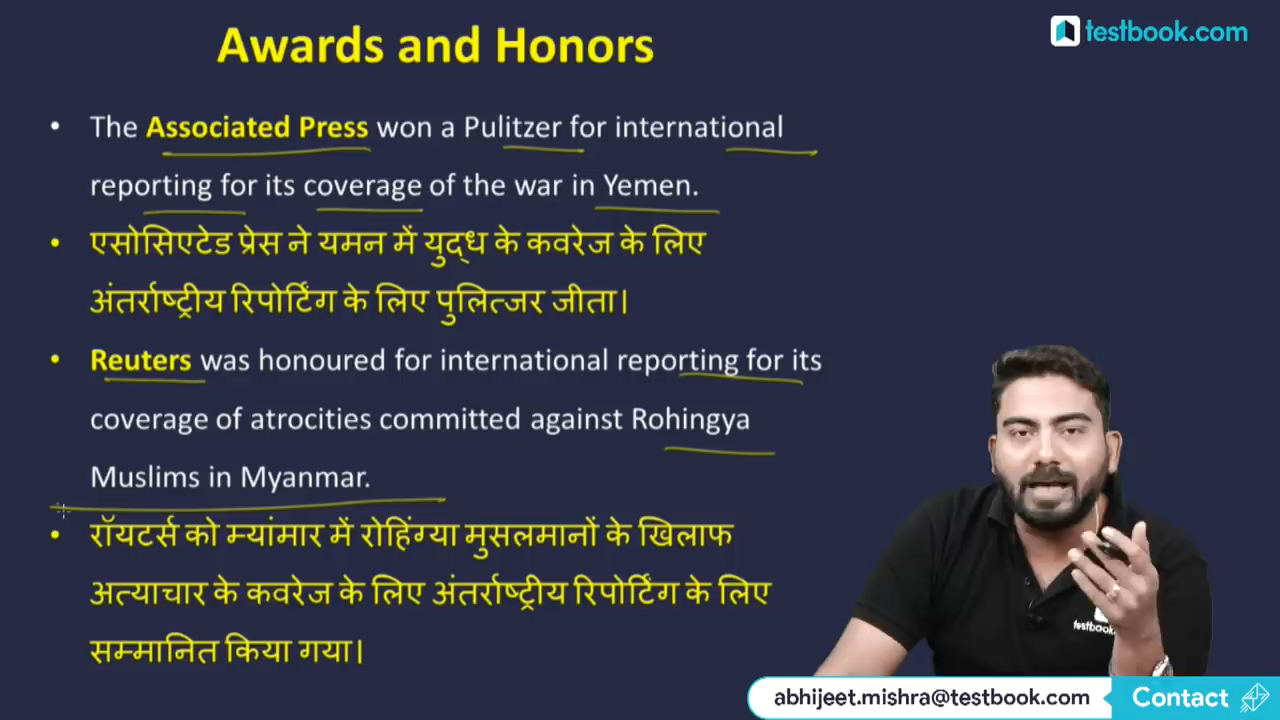 Awards and Honors
testbook.com
• The Associated Press won a Pulitzer for international
reporting for its coverage of the war in Yemen.
• एसोसिएटेड प्रेस ने यमन में युद्ध के कवरेज के लिए
अंतर्राष्ट्रीय रिपोर्टिंग के लिए पुलित्जर जीता।
• Reuters was honoured for international reporting for its
coverage of atrocities committed against Rohingya
Muslims in Myanmar.
• रॉयटर्स को म्यांमार में रोहिंग्या मुसलमानों के खिलाफ
अत्याचार के कवरेज के लिए अंतर्राष्ट्रीय रिपोर्टिंग के लिए
सम्मानित किया गया।
testbook
abhijeet.mishra@testbook.com
Contact